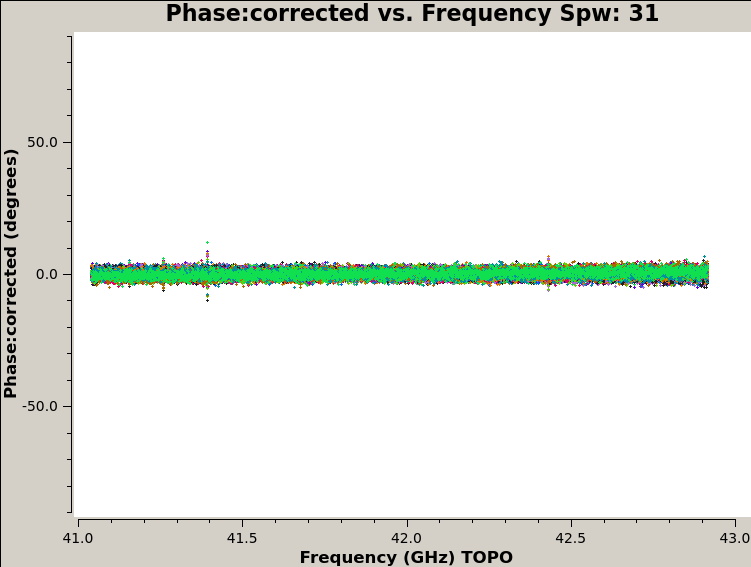 Phase:corrected vs. Frequency Spw: 31
Phase:corrected (degrees)
50.0
0.0
-50.0
41.0 41.5 42.0 42.5 43.0
Frequency (GHz) TOPO